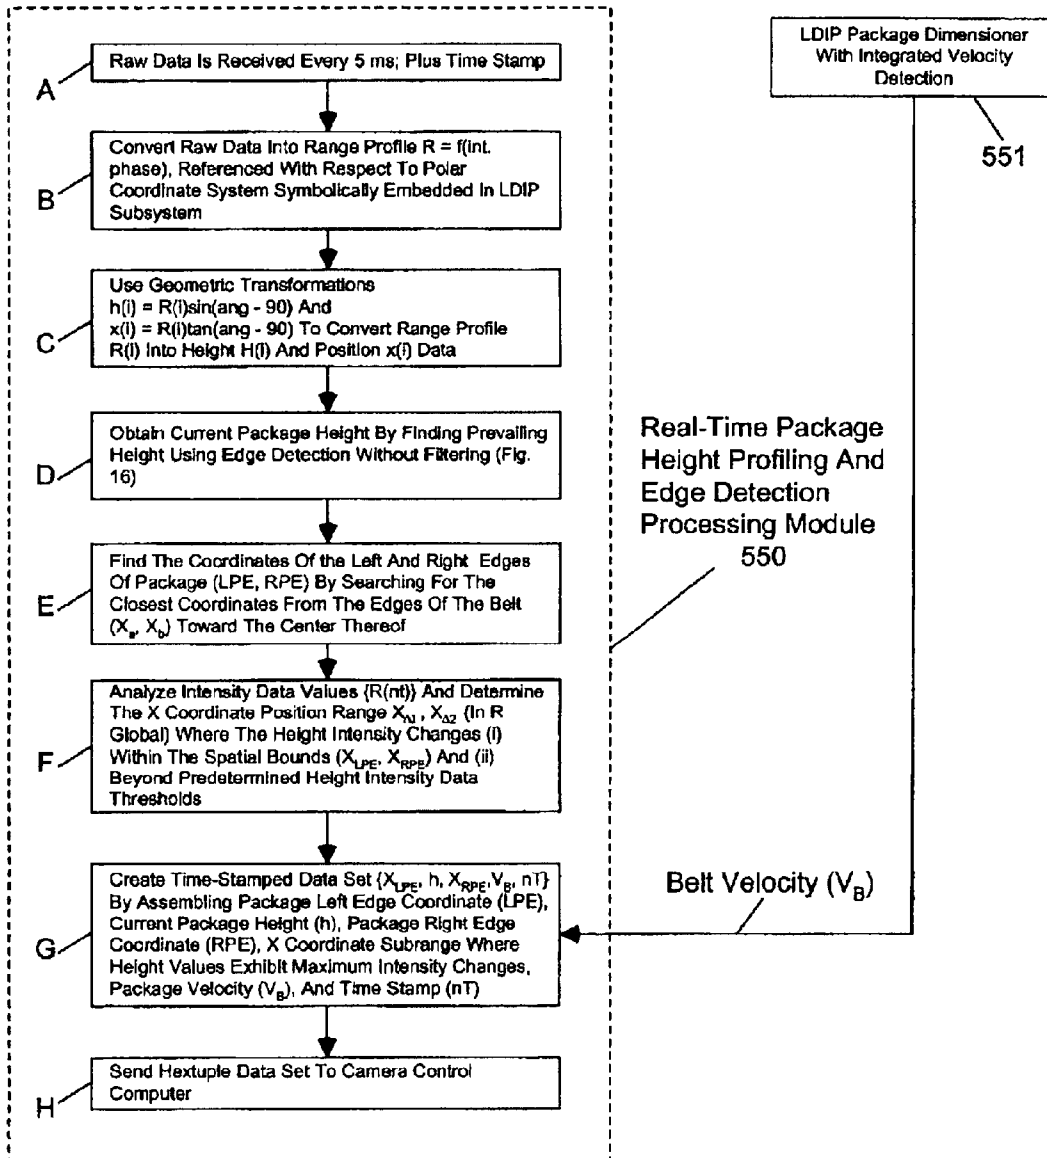 A
Raw Data Is Received Every 5 ms; Plus Time Stamp
B
Convert Raw Data Into Range Profile R = f(int.
phase), Referenced With Respect To Polar
Coordinate System Symbolically Embedded In LDIP
Subsystem
C
Use Geometric Transformations
h(i) = R(i)sin(ang - 90) And
x(i) = R(i)tan(ang - 90) To Convert Range Profile
R(i) Into Height H(i) And Position x(i) Data
D
Obtain Current Package Height By Finding Prevailing
Height Using Edge Detection Without Filtering (Fig.
16)
E
Find The Coordinates Of the Left And Right Edges
Of Package (LPE, RPE) By Searching For The
Closest Coordinates From The Edges Of The Belt
(Xa, Xb) Toward The Center Thereof
F
Analyze Intensity Data Values {R(nt)} And Determine
The X Coordinate Position Range XΔ1, XΔ2 (In R
Global) Where The Height Intensity Changes (i)
Within The Spatial Bounds (XLPE, XRPE) And (ii)
Beyond Predetermined Height Intensity Data
Thresholds
G
Create Time-Stamped Data Set {XLPE, h, XRPE, VB, nT}
By Assembling Package Left Edge Coordinate (LPE),
Current Package Height (h), Package Right Edge
Coordinate (RPE), X Coordinate Subrange Where
Height Values Exhibit Maximum Intensity Changes,
Package Velocity (VB), And Time Stamp (nT)
H
Send Hextuple Data Set To Camera Control
Computer
LDIP Package Dimensioner
With Integrated Velocity
Detection
551
Real-Time Package
Height Profiling And
Edge Detection
Processing Module
550
Belt Velocity (VB)